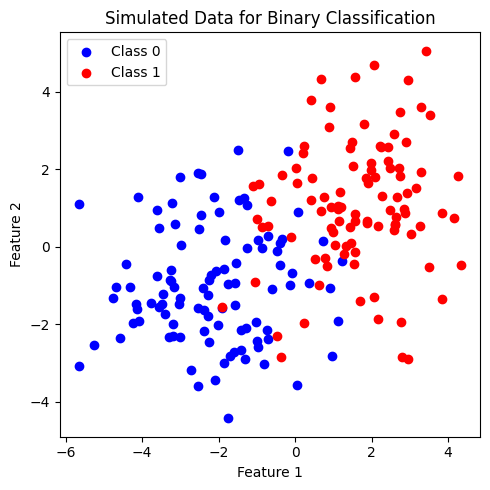 Simulated Data for Binary Classification
Class 0
Class 1
Feature 2
4
2
0
−2
−4
−6
−4
−2
0
2
4
Feature 1